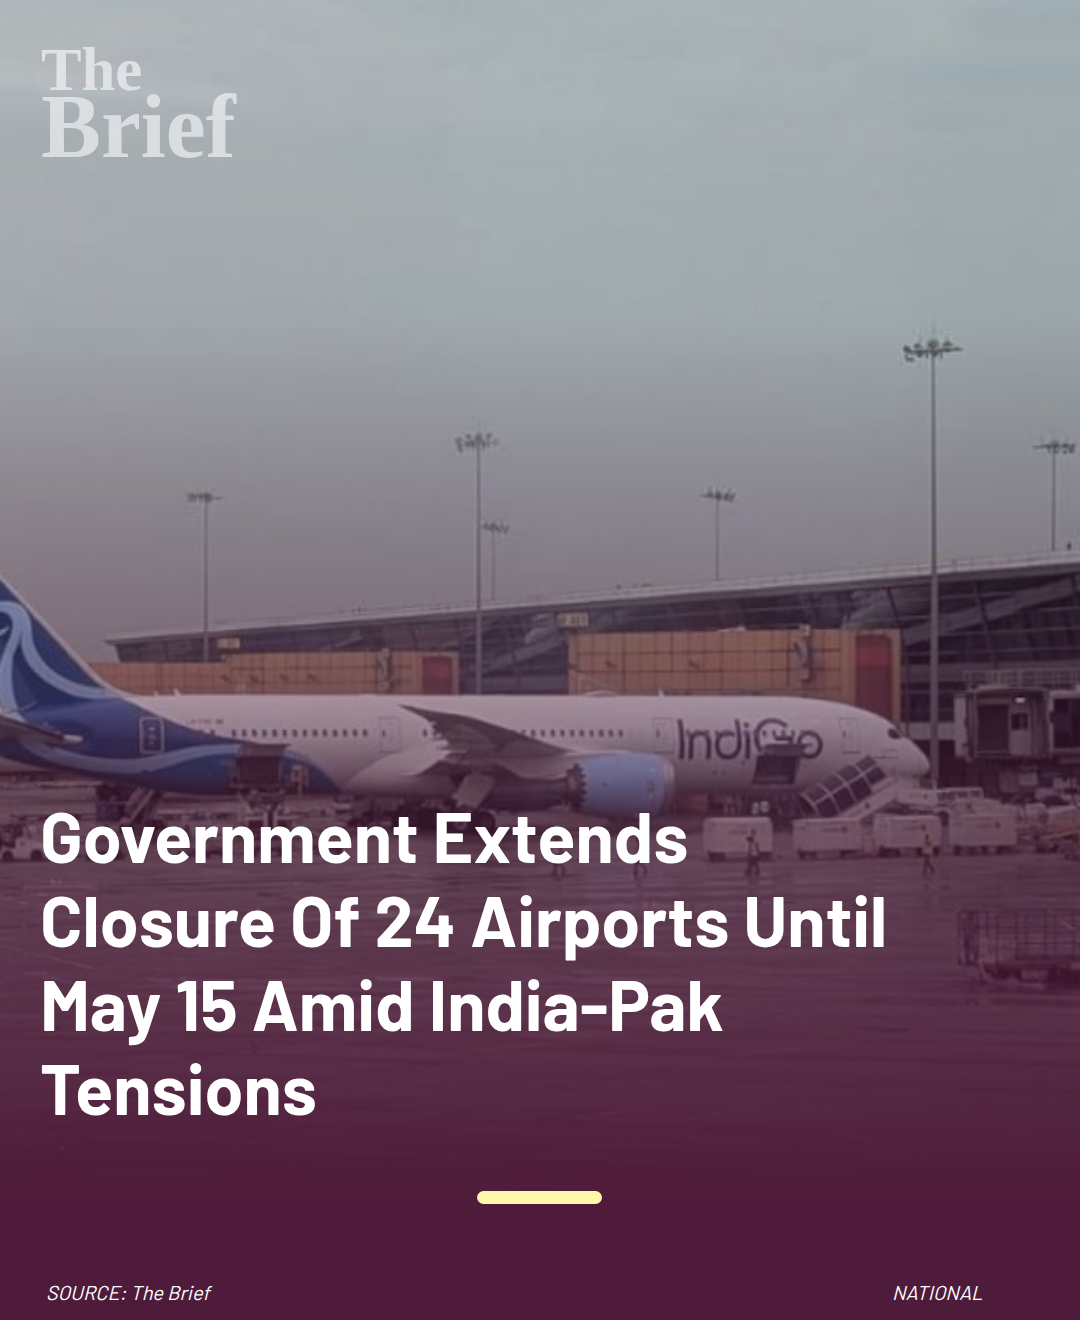 The
Brief
IndiGo
Government Extends
Closure Of 24 Airports Until
May 15 Amid India-Pak
Tensions
SOURCE: The Brief
NATIONAL